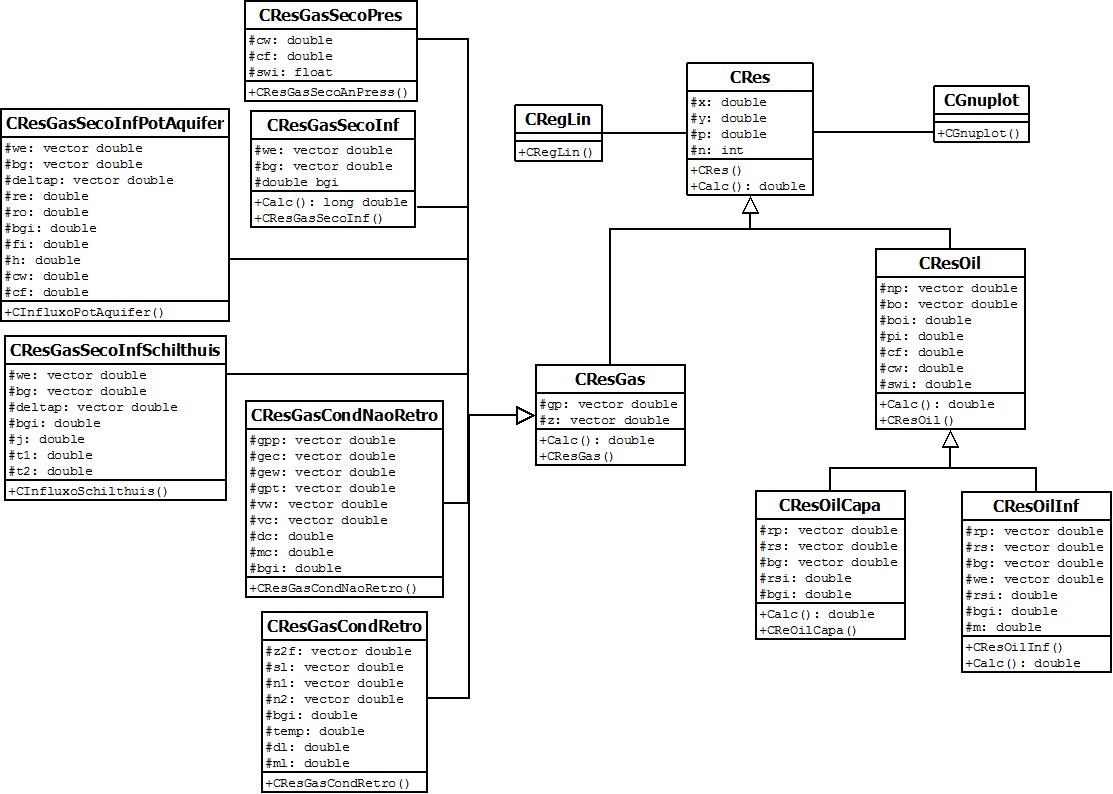 CResGasSecoPres
#cw: double
#cf: double
#swi: float
+CResGasSecoAnPress()
CResGasSecoInfPotAquifer
#we: vector double
#bg: vector double
#deltap: vector double
#re: double
#ro: double
#bgi: double
#fi: double
#h: double
#cw: double
#cf: double
+CInfluxoPotAquifer()
CResGasSecoInf
#we: vector double
#bg: vector double
#double bgi
+Calc(): long double
+CResGasSecoInf()
CResGasSecoInfSchilthuis
#we: vector double
#bg: vector double
#deltap: vector double
#bgi: double
#j: double
#t1: double
#t2: double
+CInfluxoSchilthuis()
CResGasCondNaoRetro
#gpp: vector double
#gec: vector double
#gew: vector double
#gpt: vector double
#vw: vector double
#vc: vector double
#dc: double
#mc: double
#bgi: double
+CResGasCondNaoRetro()
CResGasCondRetro
#z2f: vector double
#sl: vector double
#n1: vector double
#n2: vector double
#bgi: double
#temp: double
#dl: double
#ml: double
+CResGasCondRetro()
CRegLin
+CRegLin()
CRes
#x: double
#y: double
#p: double
#n: int
+CRes()
+Calc(): double
CGnuplot
+CGnuplot()
CResGas
#gp: vector double
#z: vector double
+Calc(): double
+CResGas()
CResOil
#np: vector double
#bo: vector double
#boi: double
#pi: double
#cf: double
#cw: double
#swi: double
+Calc(): double
+CResOil()
CResOilCapa
#rp: vector double
#rs: vector double
#bg: vector double
#rsi: double
#bgi: double
+Calc(): double
+CReOilCapa()
CResOilInf
#rp: vector double
#rs: vector double
#bg: vector double
#we: vector double
#rsi: double
#bgi: double
#m: double
+CResOilInf()
+Calc(): double